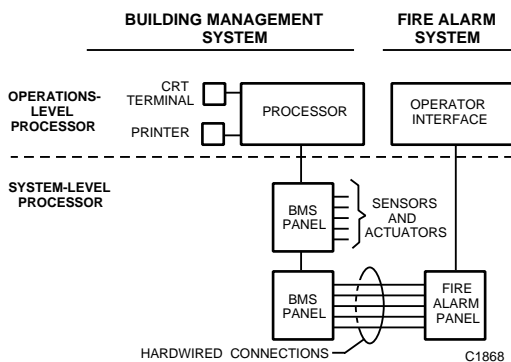 BUILDING MANAGEMENT
SYSTEM
FIRE ALARM
SYSTEM
OPERATIONS-
LEVEL
PROCESSOR
CRT
TERMINAL
PRINTER
PROCESSOR
OPERATOR
INTERFACE
SYSTEM-LEVEL
PROCESSOR
BMS
PANEL
SENSORS
AND
ACTUATORS
BMS
PANEL
FIRE
ALARM
PANEL
HARDWIRED CONNECTIONS
C1868